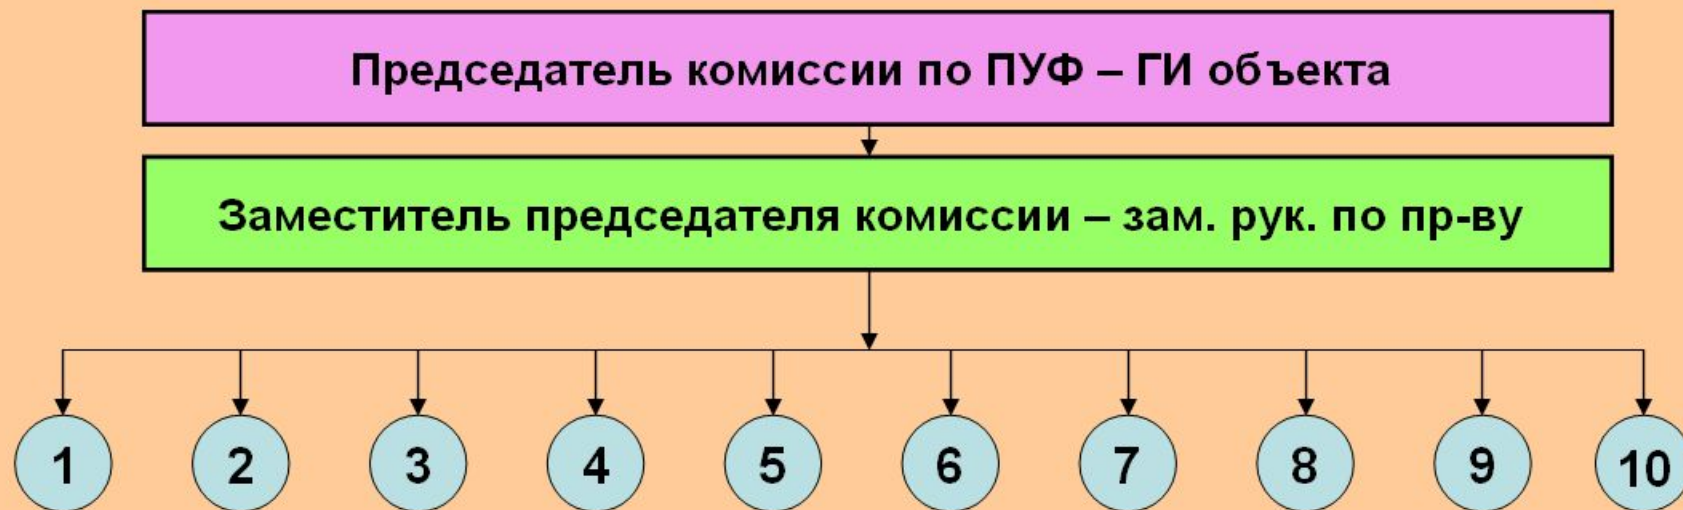 Председатель комиссии по ПУФ – ГИ объекта
Заместитель председателя комиссии – зам. рук. по пр-ву
1 2 3 4 5 6 7 8 9 10